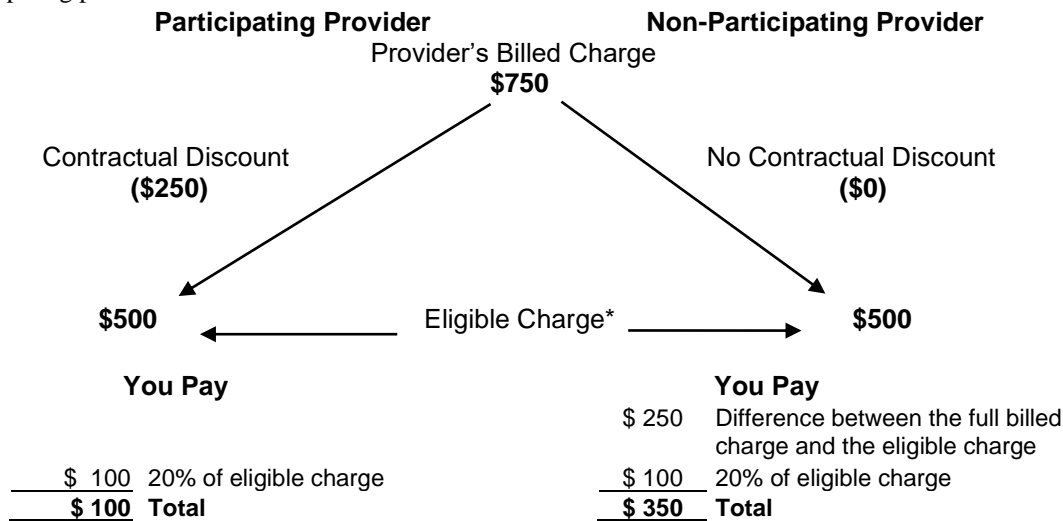 Participating Provider Non-Participating Provider
Provider’s Billed Charge
$750
Contractual Discount No Contractual Discount
($250) ($0)
$500 Eligible Charge* $500
You Pay You Pay
$ 250 Difference between the full billed
charge and the eligible charge
$ 100 20% of eligible charge $ 100 20% of eligible charge
$ 100 Total $ 350 Total